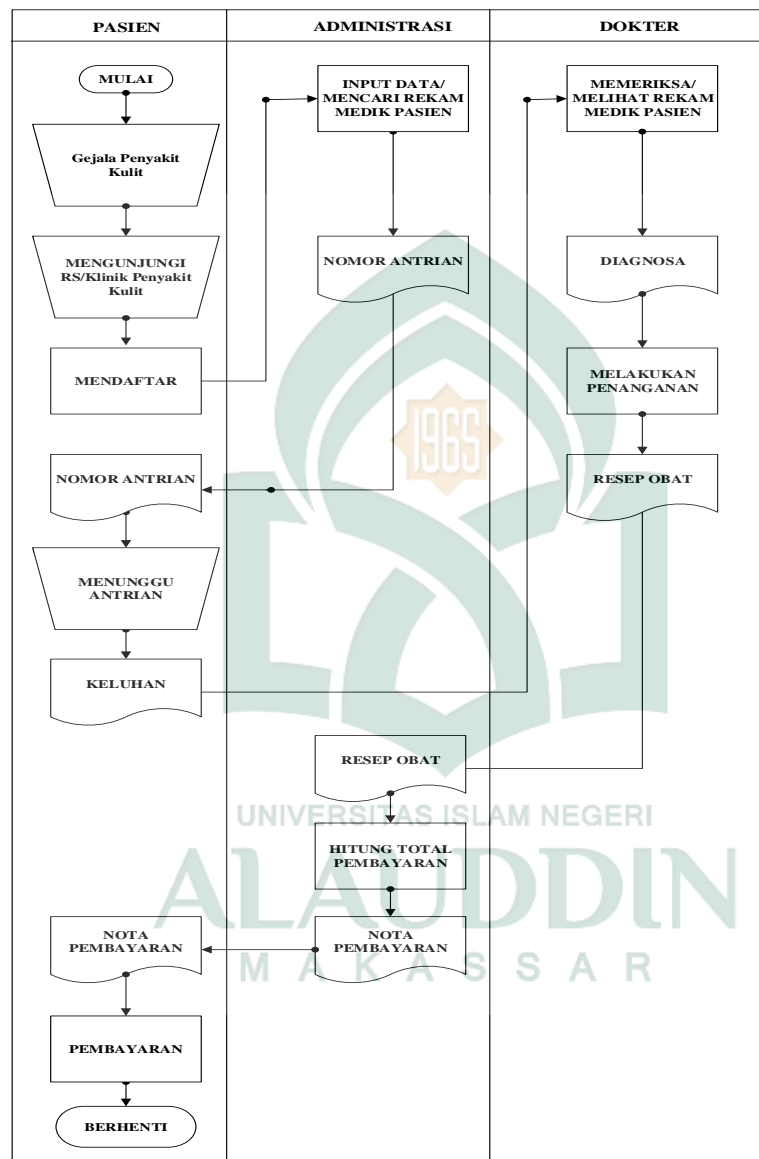 PASIEN
ADMINISTRASI
DOKTER
MULAI
Gejala Penyakit
Kulit
MENGUNJUNGI
RS/Klinik Penyakit
Kulit
MENDAFTAR
INPUT DATA/
MENCARI REKAM
MEDIK PASIEN
NOMOR ANTRIAN
NOMOR ANTRIAN
MENUNGGU
ANTRIAN
KELUHAN
MEMERIKSA/
MELIHAT REKAM
MEDIK PASIEN
DIAGNOSA
MELAKUKAN
PENANGANAN
RESEP OBAT
RESEP OBAT
HITUNG TOTAL
PEMBAYARAN
NOTA
PEMBAYARAN
NOTA
PEMBAYARAN
PEMBAYARAN
BERHENTI
1965
UNIVERSITAS ISLAM NEGERI
ALAUDDIN
MAKASSAR